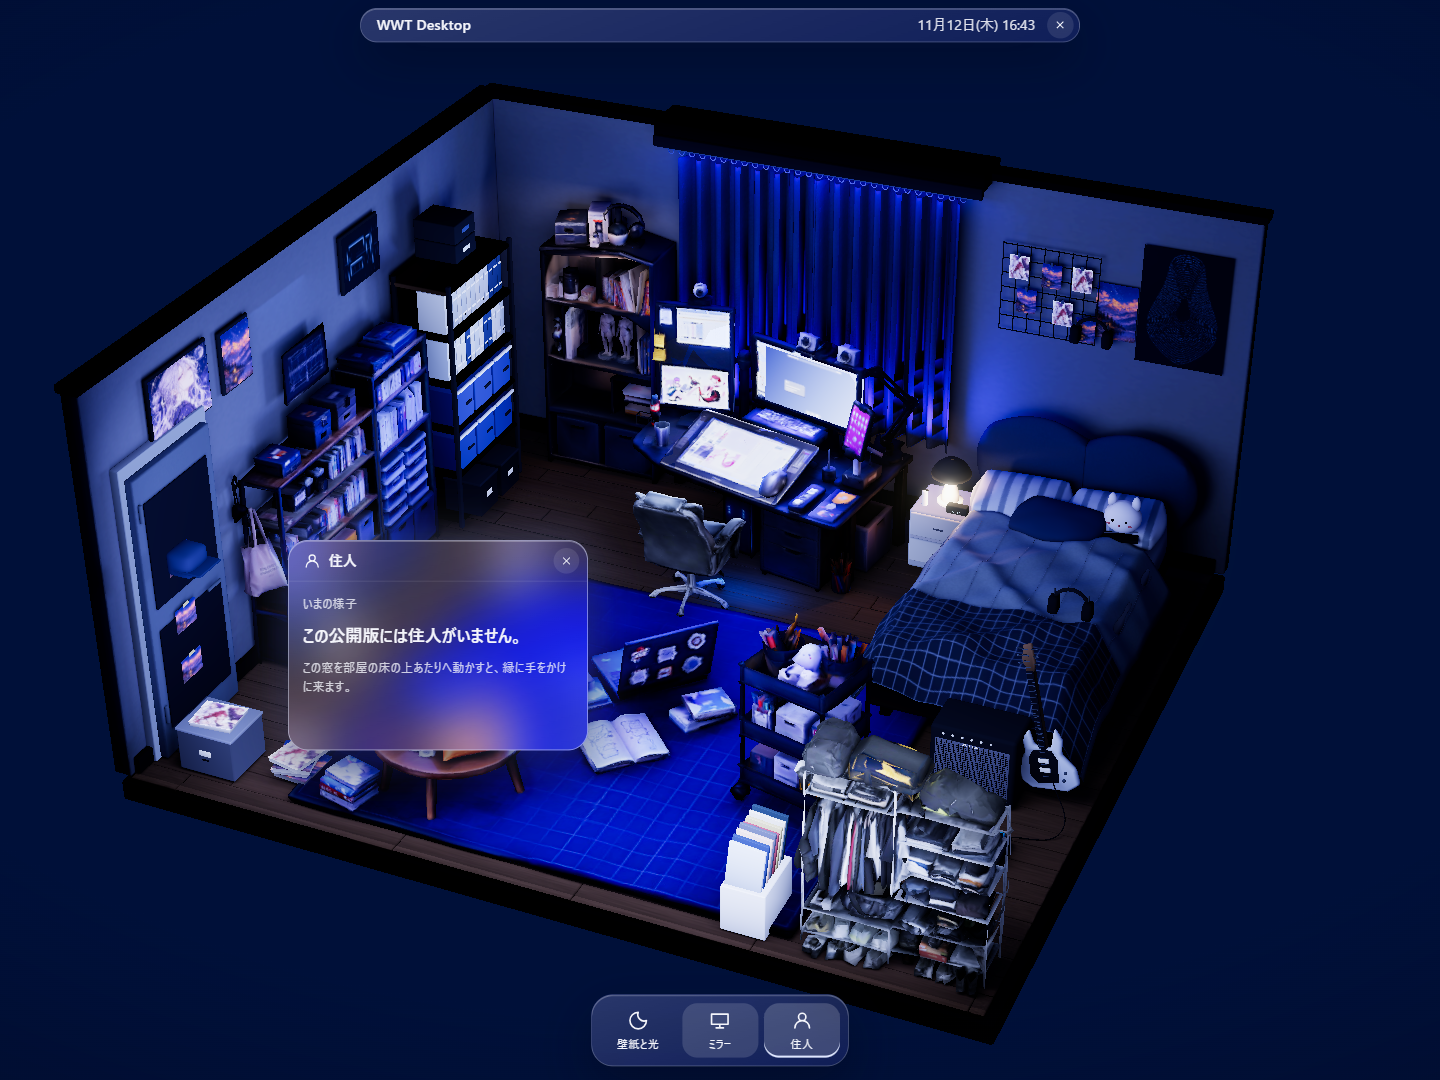 WWT Desktop
11月12日(木) 16:43
住人
いまの様子
この公開版には住人がいません。
この窓を部屋の床の上あたりへ動かすと、縁に手をかけ
に来ます。
壁紙と光
ミラー
住人